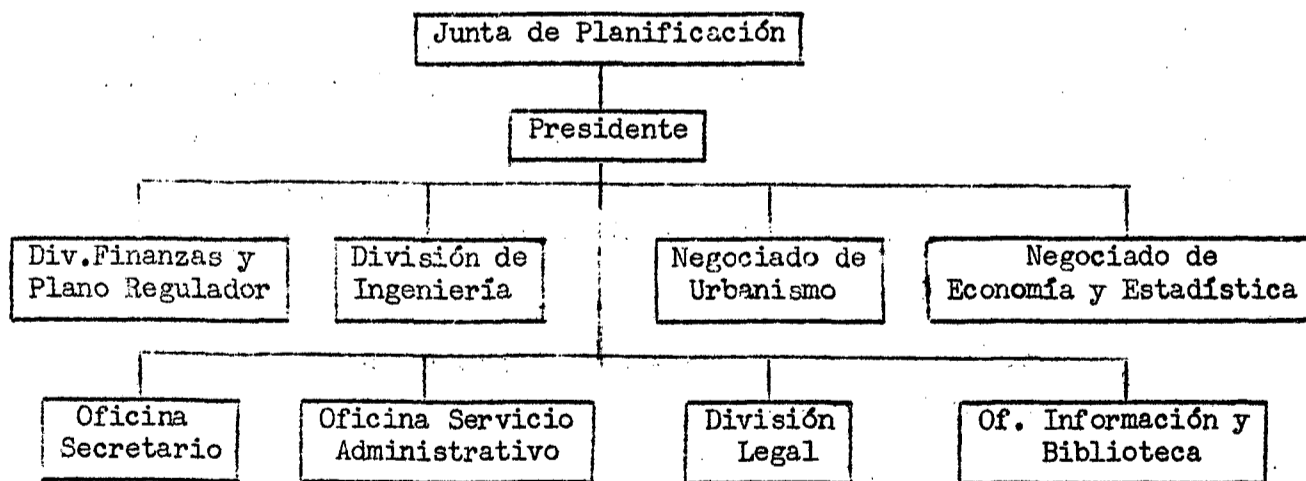 Junta de Planificación
Presidente
Div.Finanzas y
Plano Regulador
División de
Ingeniería
Negociado de
Urbanismo
Negociado de
Economía y Estadística
Oficina
Secretario
Oficina Servicio
Administrativo
División
Legal
Of. Información y
Biblioteca